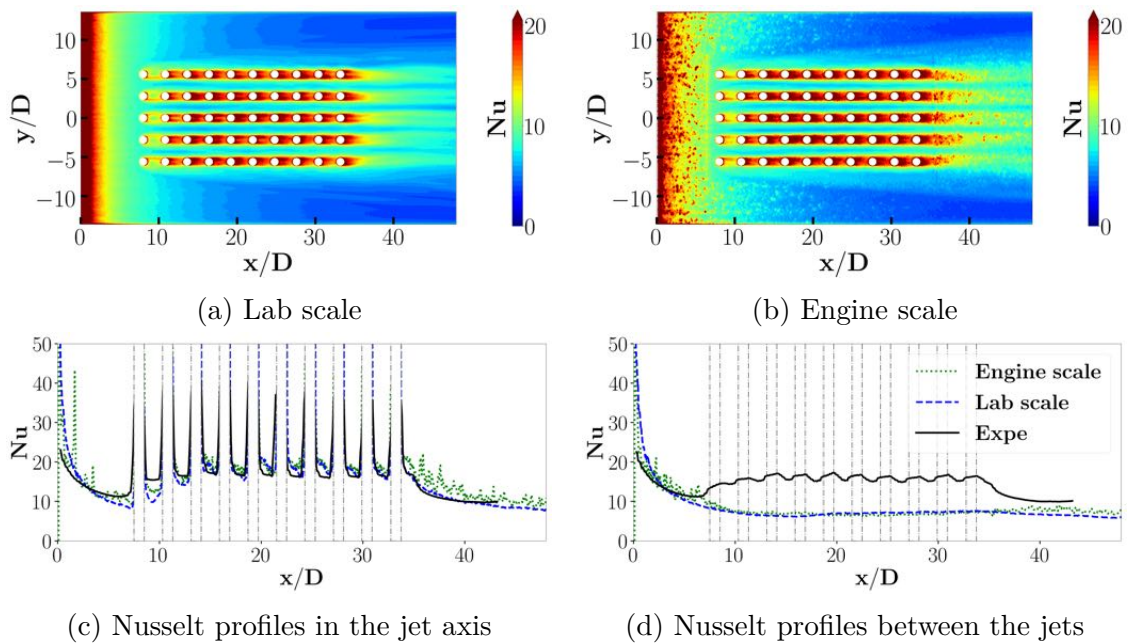 10
5
0
−5
−10
y/D
0 10 20 30 40
x/D
20
10
0
Nu
(a) Lab scale
10
5
0
−5
−10
y/D
0 10 20 30 40
x/D
20
10
0
Nu
(b) Engine scale
50
40
30
20
10
0
Nu
0 10 20 30 40
x/D
(c) Nusselt profiles in the jet axis
50
40
30
20
10
0
Nu
0 10 20 30 40
x/D
Engine scale
Lab scale
Expe
(d) Nusselt profiles between the jets